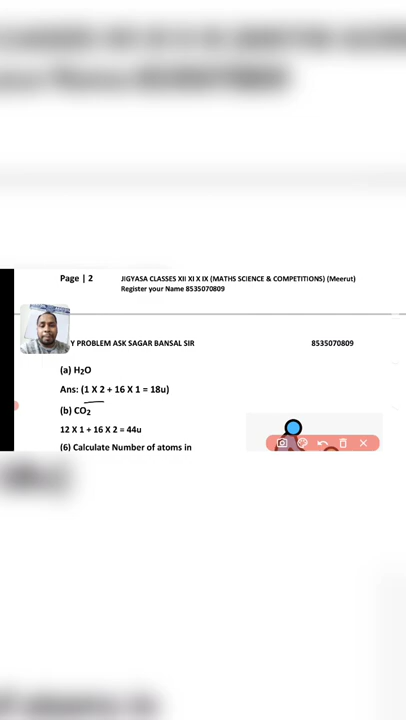 Page | 2
JIGYASA CLASSES XII XI X IX (MATHS SCIENCE & COMPETITIONS) (Meerut)
Register your Name 8535070809
Y PROBLEM ASK SAGAR BANSAL SIR 8535070809
(a) H₂O
Ans: (1 X 2 + 16 X 1 = 18u)
(b) CO₂
12 X 1 + 16 X 2 = 44u
(6) Calculate Number of atoms in